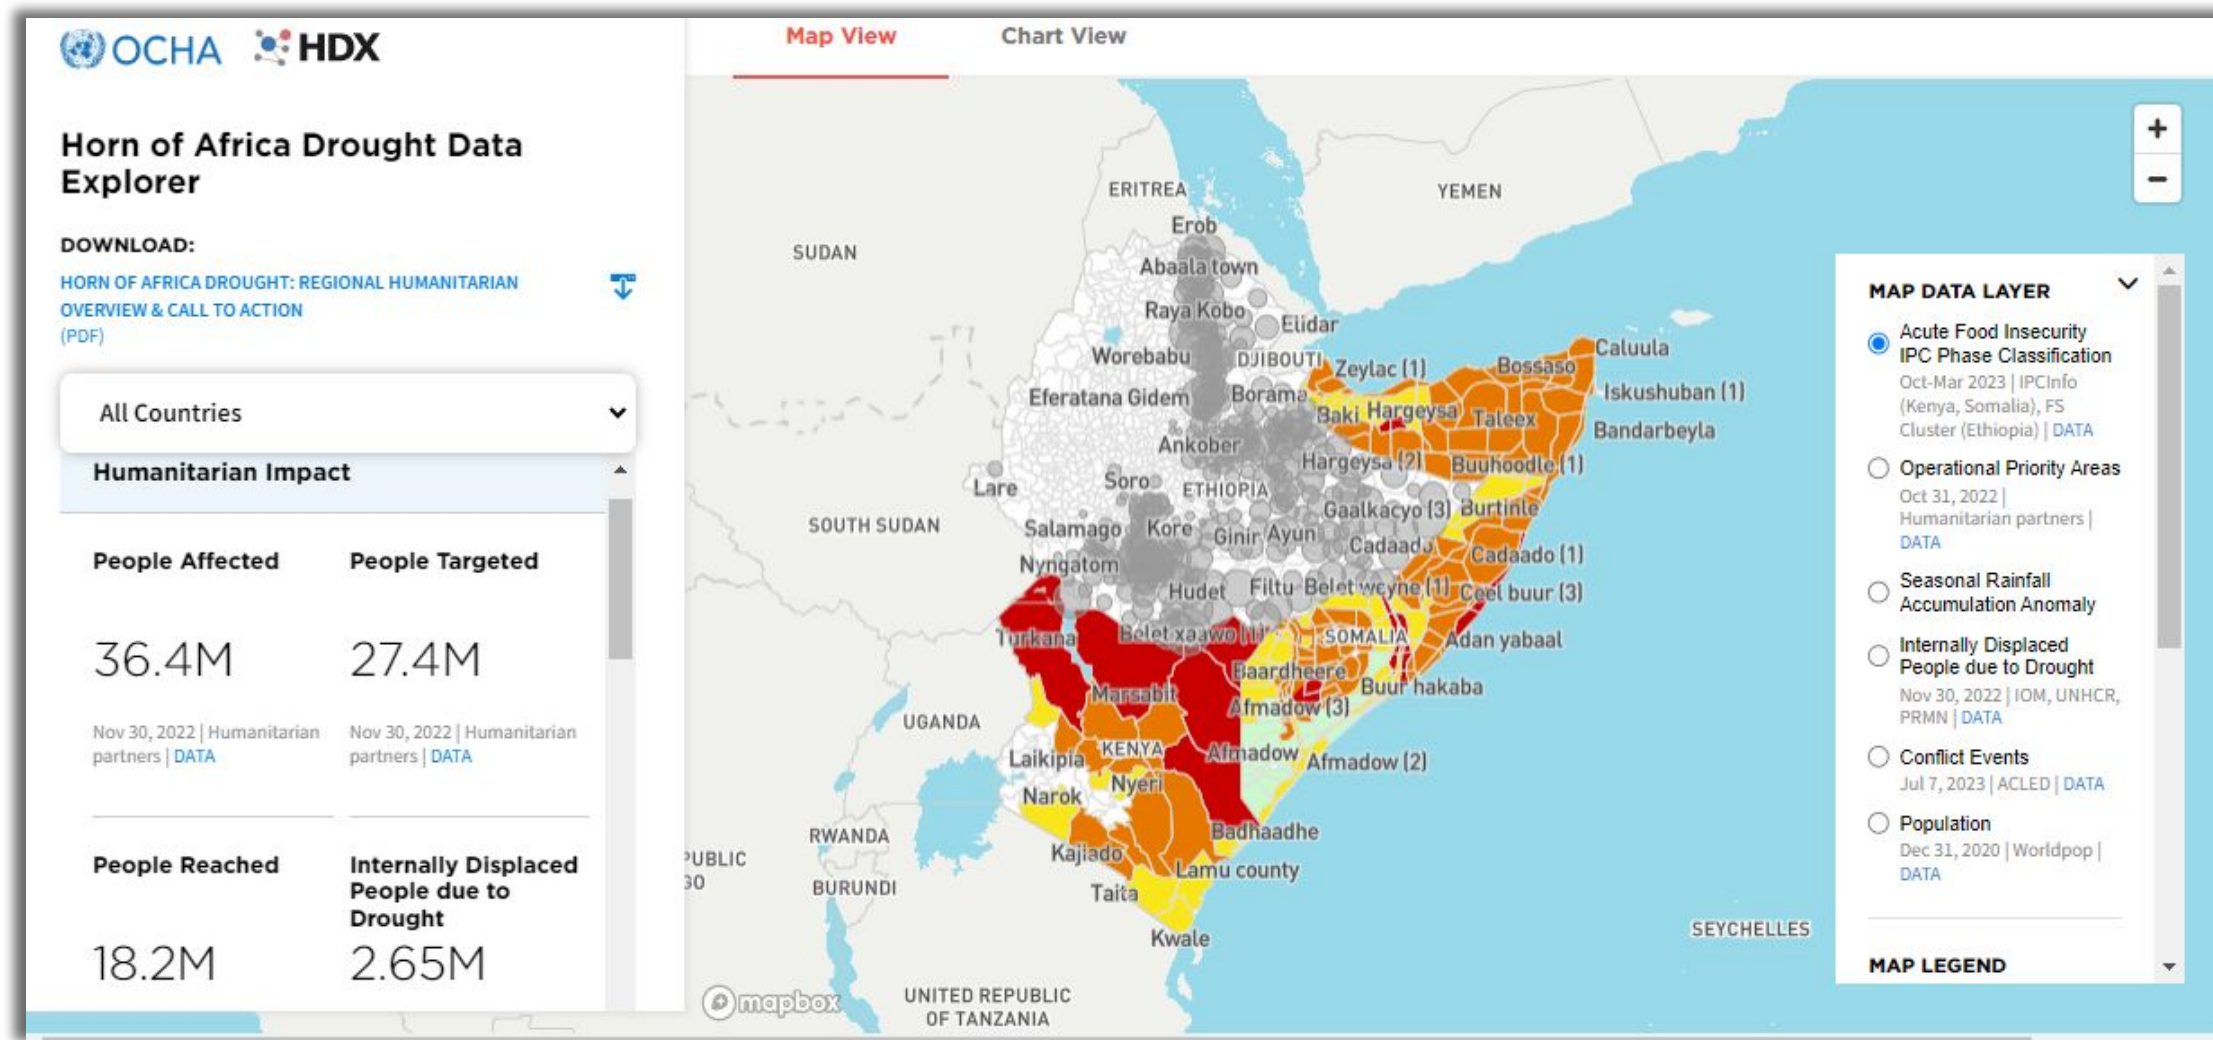 OCHA HDX
Map View
Chart View
Horn of Africa Drought Data
Explorer
DOWNLOAD:
HORN OF AFRICA DROUGHT: REGIONAL HUMANITARIAN
OVERVIEW & CALL TO ACTION
(PDF)
All Countries
Humanitarian Impact
People Affected
36.4M
Nov 30, 2022 | Humanitarian
partners | DATA
People Targeted
27.4M
Nov 30, 2022 | Humanitarian
partners | DATA
People Reached
18.2M
Internally Displaced
People due to
Drought
2.65M
ERITREA
YEMEN
Erob
SUDAN
Abaala town
Raya Kobo
Elidar
Worebabu
DJIBOUTI
Zeylac (1)
Bossaso
Caluula
Eferatana Gidem
Borama
Iskushuban (1)
Baki
Hargeysa
Taleex
Bandarbeyla
Ankober
Hargeysa (2)
Buuhoodle (1)
Lare
Soro
ETHIOPIA
Gaalkacyo (3)
Burtinle
SOUTH SUDAN
Salamago
Kore
Ginir
Ayun
Cadaado
Cadaado (1)
Nyngatom
Hudet
Filtu
Belet weyne (1)
Ceel buur (3)
Turkana
Belet xaawo (1)
SOMALIA
Adan yabaal
Baardheere
Buur hakaba
Marsabit
Afmadow (3)
UGANDA
KENYA
Laikipia
Afmadow
Afmadow (2)
Nyeri
Narok
RWANDA
Badhaadhe
PUBLIC
GO
Kajiado
Lamu county
BURUNDI
Taita
Kwale
SEYCHELLES
UNITED REPUBLIC
OF TANZANIA
mapbox
+
−
MAP DATA LAYER
Acute Food Insecurity
IPC Phase Classification
Oct-Mar 2023 | IPCInfo
(Kenya, Somalia), FS
Cluster (Ethiopia) | DATA
Operational Priority Areas
Oct 31, 2022 |
Humanitarian partners |
DATA
Seasonal Rainfall
Accumulation Anomaly
Internally Displaced
People due to Drought
Nov 30, 2022 | IOM, UNHCR,
PRMN | DATA
Conflict Events
Jul 7, 2023 | ACLED | DATA
Population
Dec 31, 2020 | Worldpop |
DATA
MAP LEGEND